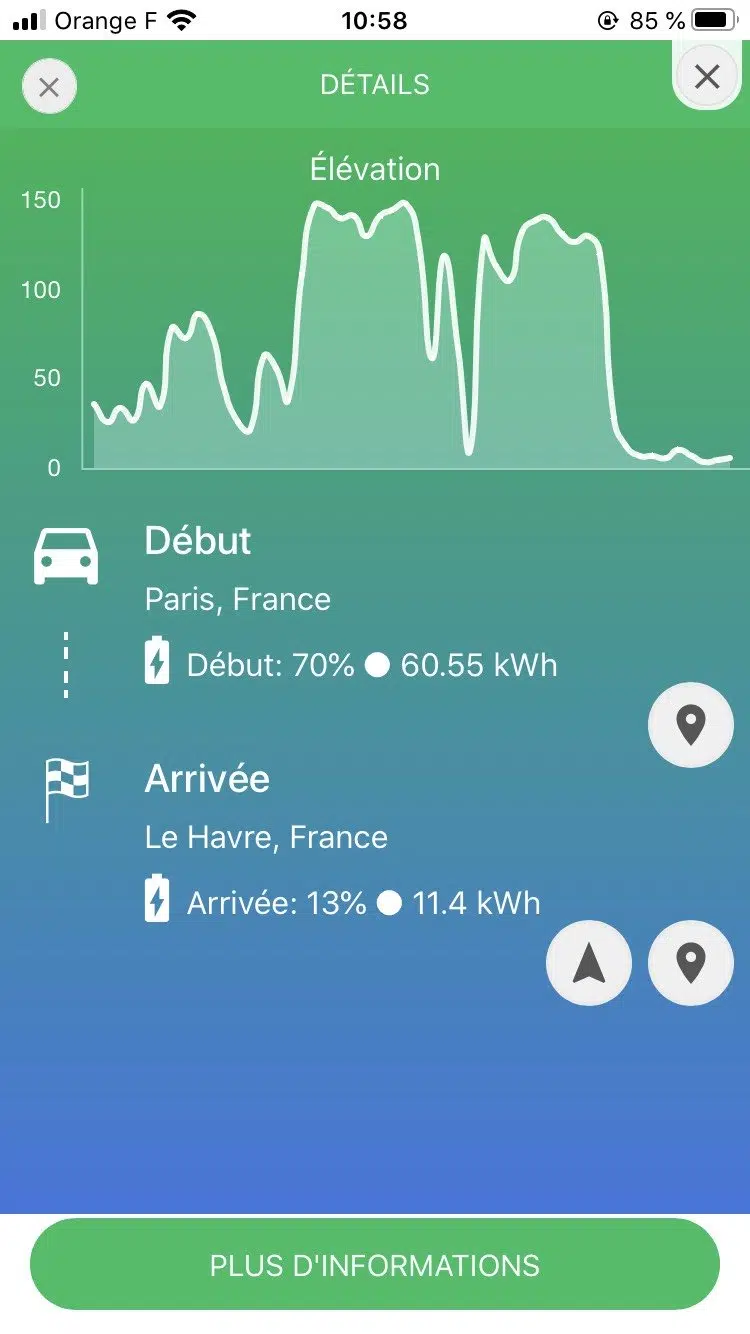 Orange F 10:58 85 %
DÉTAILS
Élévation
150
100
50
0
Début
Paris, France
Début: 70% ● 60.55 kWh
Arrivée
Le Havre, France
Arrivée: 13% ● 11.4 kWh
PLUS D'INFORMATIONS